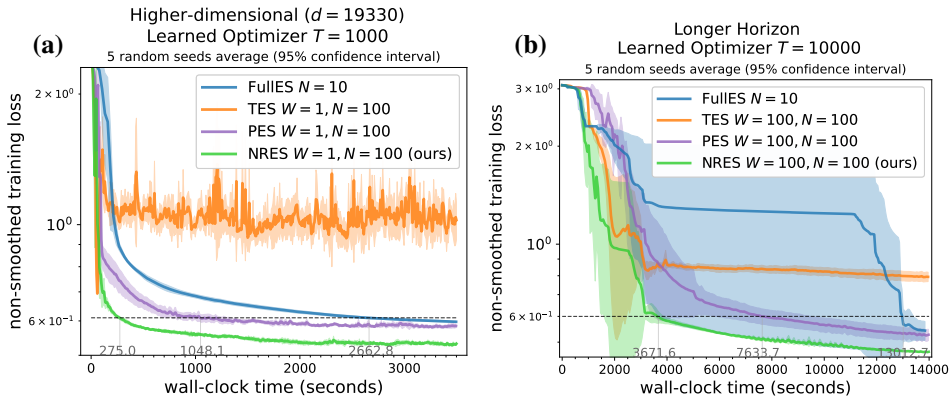 (a)
Higher-dimensional (d = 19330)
Learned Optimizer T = 1000
5 random seeds average (95% confidence interval)
non-smoothed training loss
2 × 10⁰
10⁰
6 × 10⁻¹
FullES N = 10
TES W = 1, N = 100
PES W = 1, N = 100
NRES W = 1, N = 100 (ours)
275.0 1048.1 2662.8
0 1000 2000 3000
wall-clock time (seconds)
(b)
Longer Horizon
Learned Optimizer T = 10000
5 random seeds average (95% confidence interval)
non-smoothed training loss
3 × 10⁰
2 × 10⁰
10⁰
6 × 10⁻¹
FullES N = 10
TES W = 100, N = 100
PES W = 100, N = 100
NRES W = 100, N = 100 (ours)
3671.6 7633.7 13012.7
0 2000 4000 6000 8000 10000 12000 14000
wall-clock time (seconds)